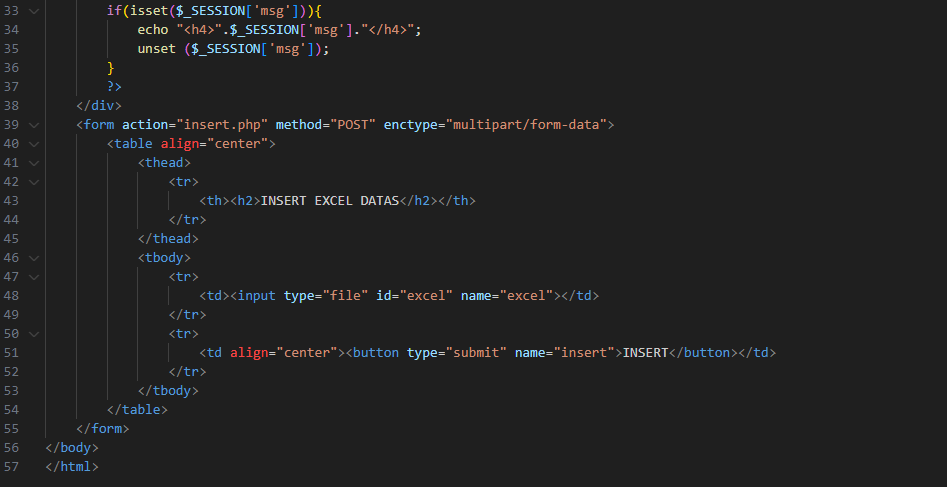 33 if(isset($_SESSION['msg'])){
34 echo "<h4>".$_SESSION['msg']."</h4>";
35 unset ($_SESSION['msg']);
36 }
37 ?>
38 </div>
39 <form action="insert.php" method="POST" enctype="multipart/form-data">
40 <table align="center">
41 <thead>
42 <tr>
43 <th><h2>INSERT EXCEL DATAS</h2></th>
44 </tr>
45 </thead>
46 <tbody>
47 <tr>
48 <td><input type="file" id="excel" name="excel"></td>
49 </tr>
50 <tr>
51 <td align="center"><button type="submit" name="insert">INSERT</button></td>
52 </tr>
53 </tbody>
54 </table>
55 </form>
56 </body>
57 </html>